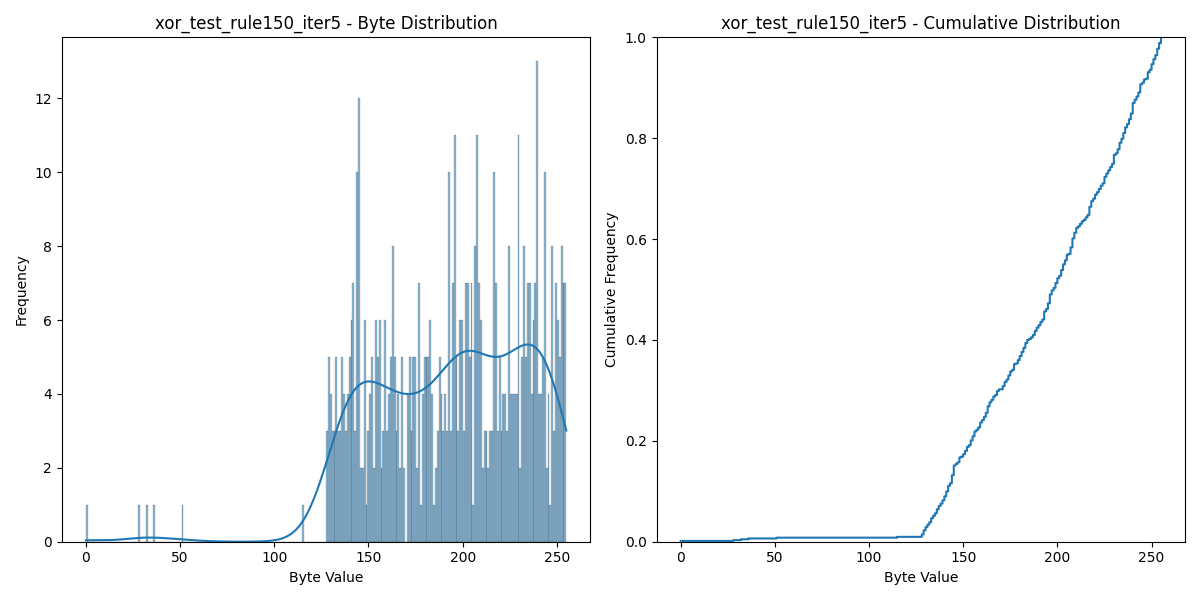 xor_test_rule150_iter5 - Byte Distribution
12
10
8
6
4
2
0
Frequency
0 50 100 150 200 250
Byte Value
xor_test_rule150_iter5 - Cumulative Distribution
1.0
0.8
0.6
0.4
0.2
0.0
Cumulative Frequency
0 50 100 150 200 250
Byte Value